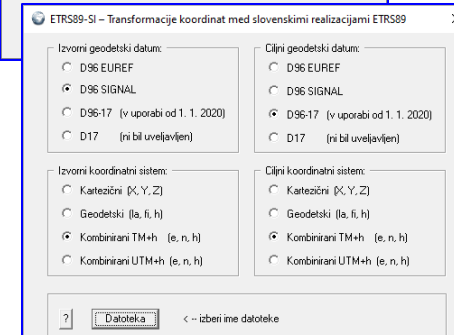 ETRS89-SI – Transformacije koordinat med slovenskimi realizacijami ETRS89
Izvorni geodetski datum:
D96 EUREF
D96 SIGNAL
D96-17 (v uporabi od 1. 1. 2020)
D17 (ni bil uveljavljen)
Ciljni geodetski datum:
D96 EUREF
D96 SIGNAL
D96-17 (v uporabi od 1. 1. 2020)
D17 (ni bil uveljavljen)
Izvorni koordinatni sistem:
Kartezični (X, Y, Z)
Geodetski (la, fi, h)
Kombinirani TM+h (e, n, h)
Kombinirani UTM+h (e, n, h)
Ciljni koordinatni sistem:
Kartezični (X, Y, Z)
Geodetski (la, fi, h)
Kombinirani TM+h (e, n, h)
Kombinirani UTM+h (e, n, h)
? Datoteka < -- izberi ime datoteke